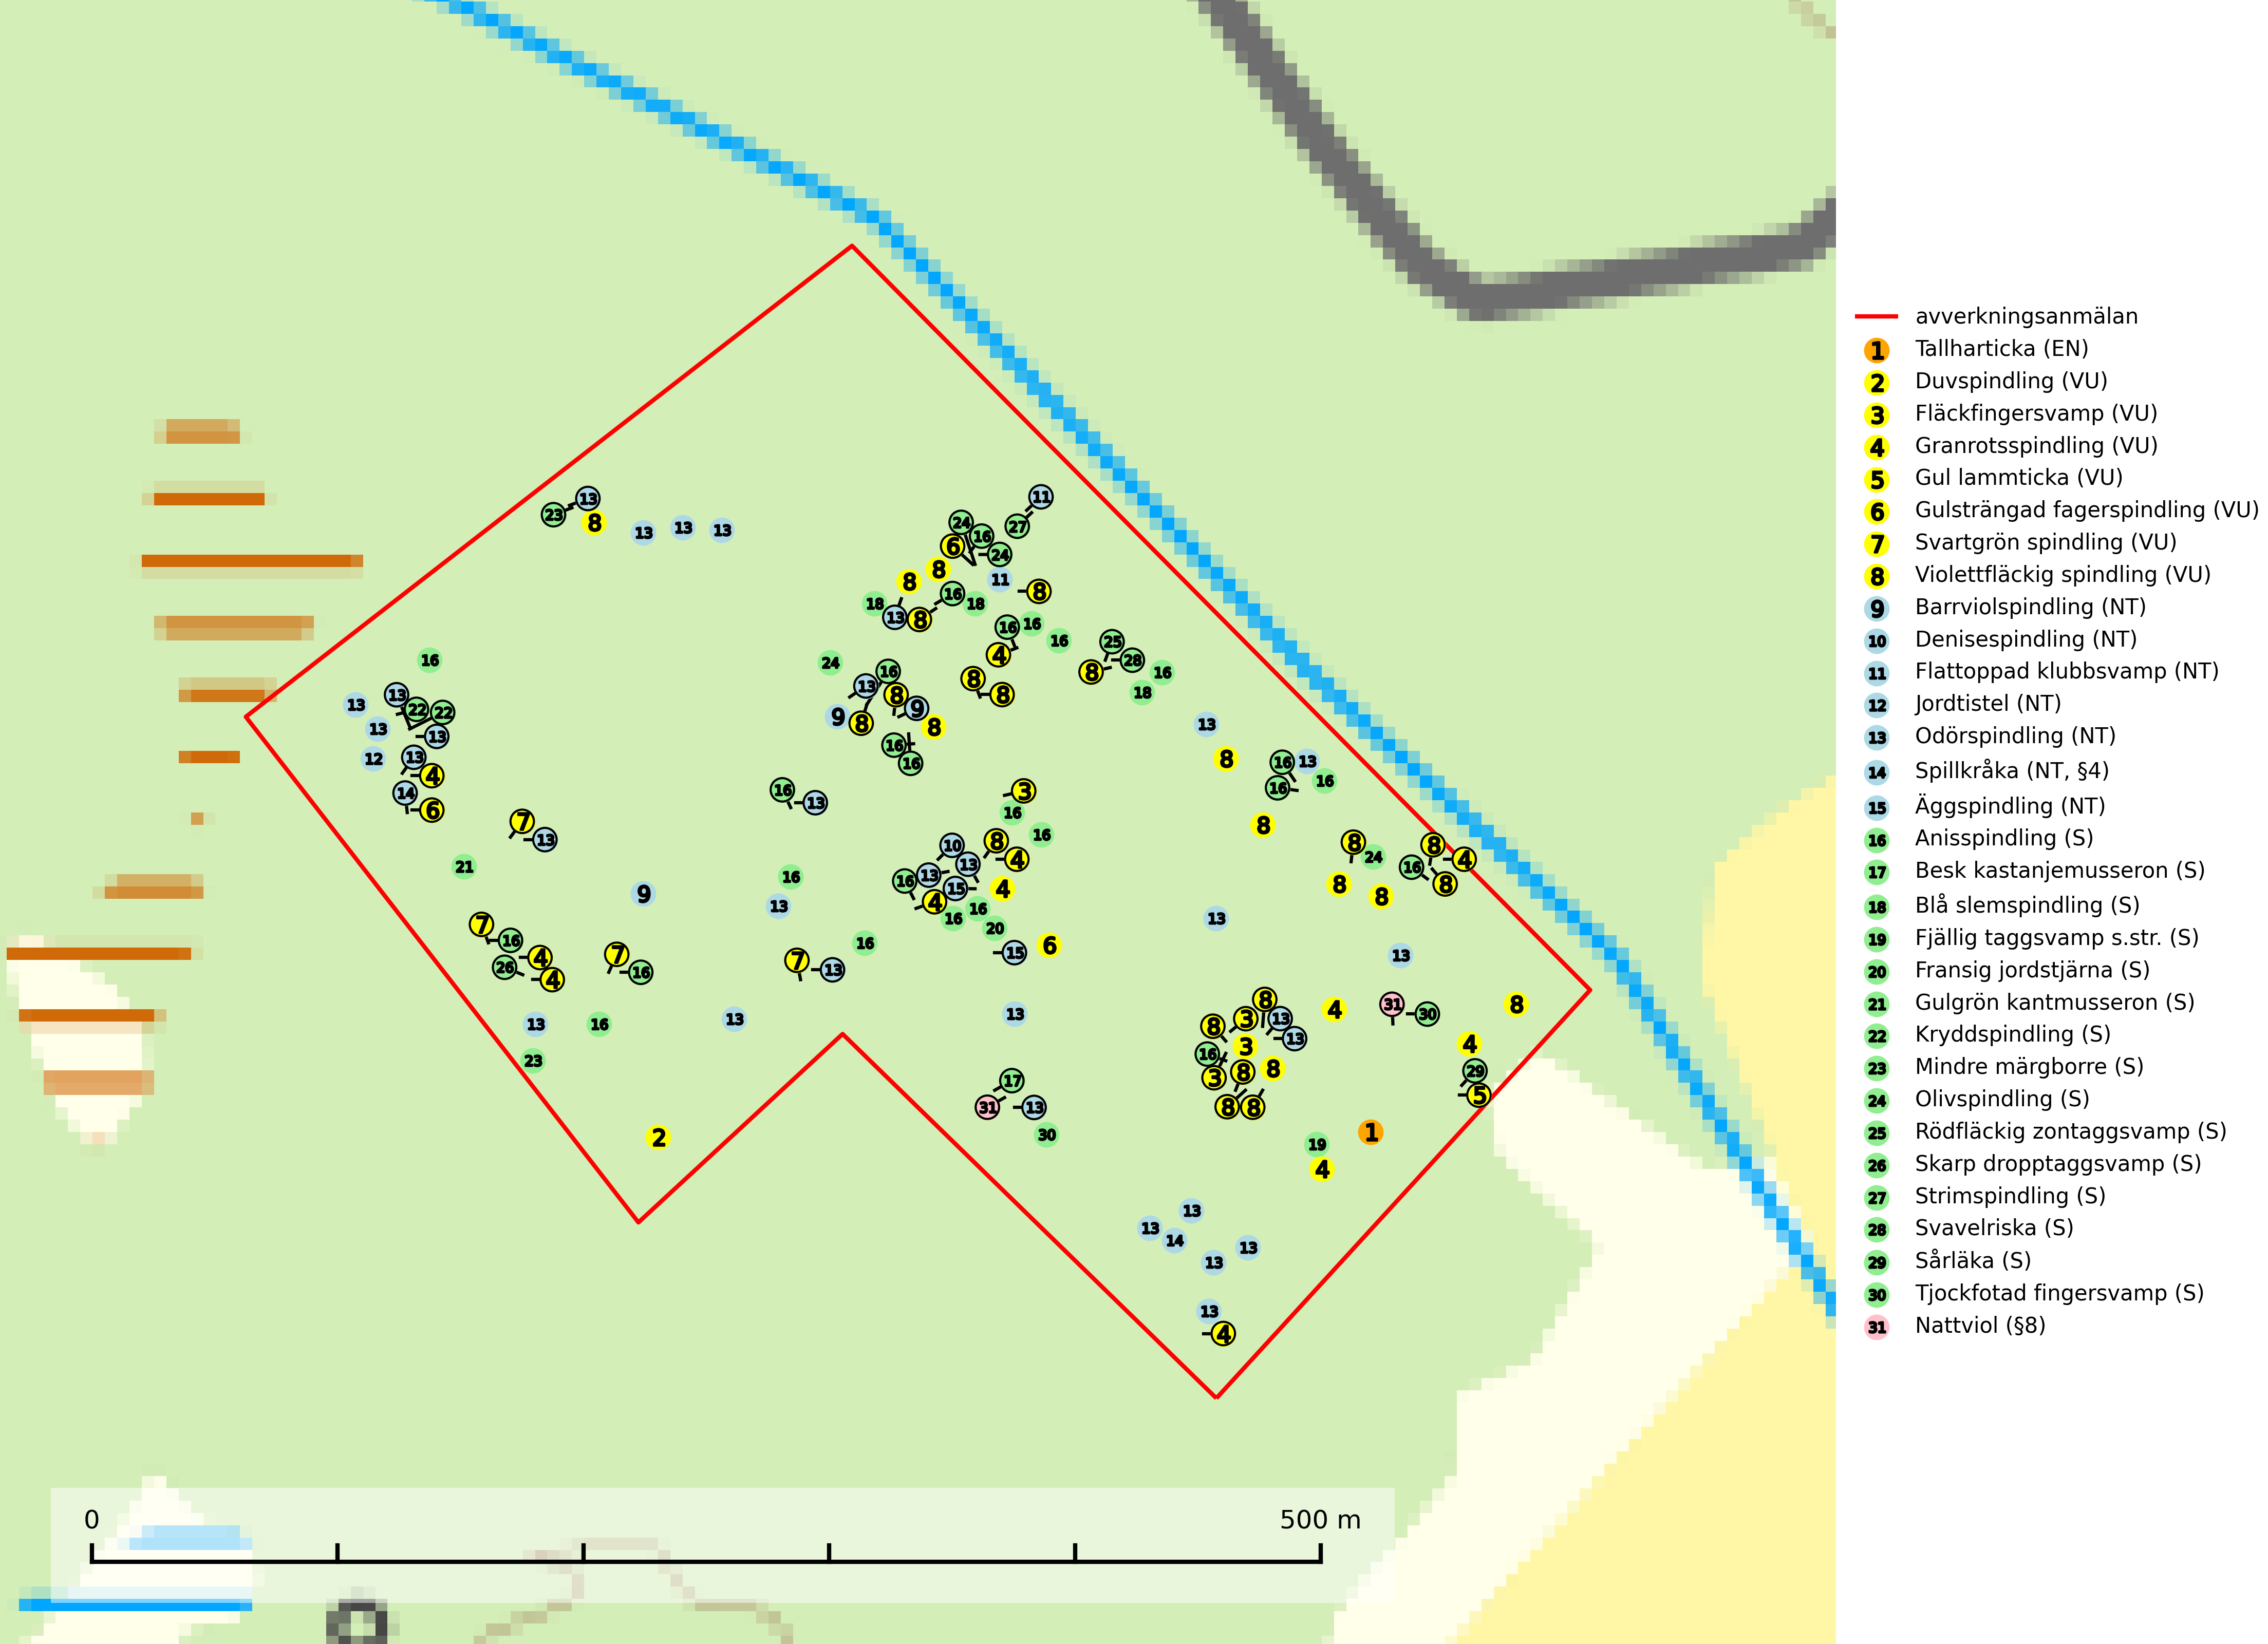 avverkningsanmälan
1 Tallharticka (EN)
2 Duvspindling (VU)
3 Fläckfingersvamp (VU)
4 Granrotsspindling (VU)
5 Gul lammticka (VU)
6 Gulsträngad fagerspindling (VU)
7 Svartgrön spindling (VU)
8 Violettfläckig spindling (VU)
9 Barrviolspindling (NT)
10 Denisespindling (NT)
11 Flattoppad klubbsvamp (NT)
12 Jordtistel (NT)
13 Odörspindling (NT)
14 Spillkråka (NT, §4)
15 Äggspindling (NT)
16 Anisspindling (S)
17 Besk kastanjemusseron (S)
18 Blå slemspindling (S)
19 Fjällig taggsvamp s.str. (S)
20 Fransig jordstjärna (S)
21 Gulgrön kantmusseron (S)
22 Kryddspindling (S)
23 Mindre märgborre (S)
24 Olivspindling (S)
25 Rödfläckig zontaggsvamp (S)
26 Skarp dropptaggsvamp (S)
27 Strimspindling (S)
28 Svavelriska (S)
29 Sårläka (S)
30 Tjockfotad fingersvamp (S)
31 Nattviol (§8)
0 500 m